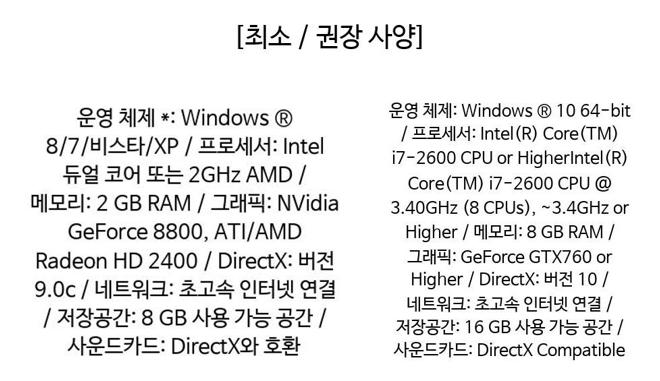 [최소 / 권장 사양]
운영 체제 *: Windows ®
8/7/비스타/XP / 프로세서: Intel
듀얼 코어 또는 2GHz AMD /
메모리: 2 GB RAM / 그래픽: NVidia
GeForce 8800, ATI/AMD
Radeon HD 2400 / DirectX: 버전
9.0c / 네트워크: 초고속 인터넷 연결
/ 저장공간: 8 GB 사용 가능 공간 /
사운드카드: DirectX와 호환
운영 체제: Windows ® 10 64-bit
/ 프로세서: Intel(R) Core(TM)
i7-2600 CPU or HigherIntel(R)
Core(TM) i7-2600 CPU @
3.40GHz (8 CPUs), ~3.4GHz or
Higher / 메모리: 8 GB RAM /
그래픽: GeForce GTX760 or
Higher / DirectX: 버전 10 /
네트워크: 초고속 인터넷 연결 /
저장공간: 16 GB 사용 가능 공간 /
사운드카드: DirectX Compatible